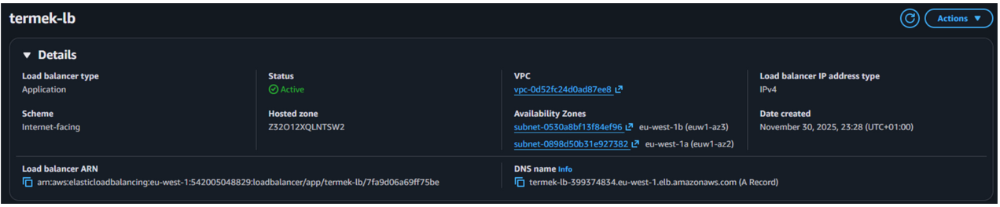 termek-lb
Actions
Details
Load balancer type
Application
Status
Active
VPC
vpc-0d52fc24d0ad87ee8
Load balancer IP address type
IPv4
Scheme
Internet-facing
Hosted zone
Z32O12XQLNTSW2
Availability Zones
subnet-0530a8bf13f84ef96 eu-west-1b (euw1-az3)
subnet-0898d50b31e927382 eu-west-1a (euw1-az2)
Date created
November 30, 2025, 23:28 (UTC+01:00)
Load balancer ARN
arn:aws:elasticloadbalancing:eu-west-1:542005048829:loadbalancer/app/termek-lb/7fa9d06a69ff75be
DNS name Info
termek-lb-399374834.eu-west-1.elb.amazonaws.com (A Record)